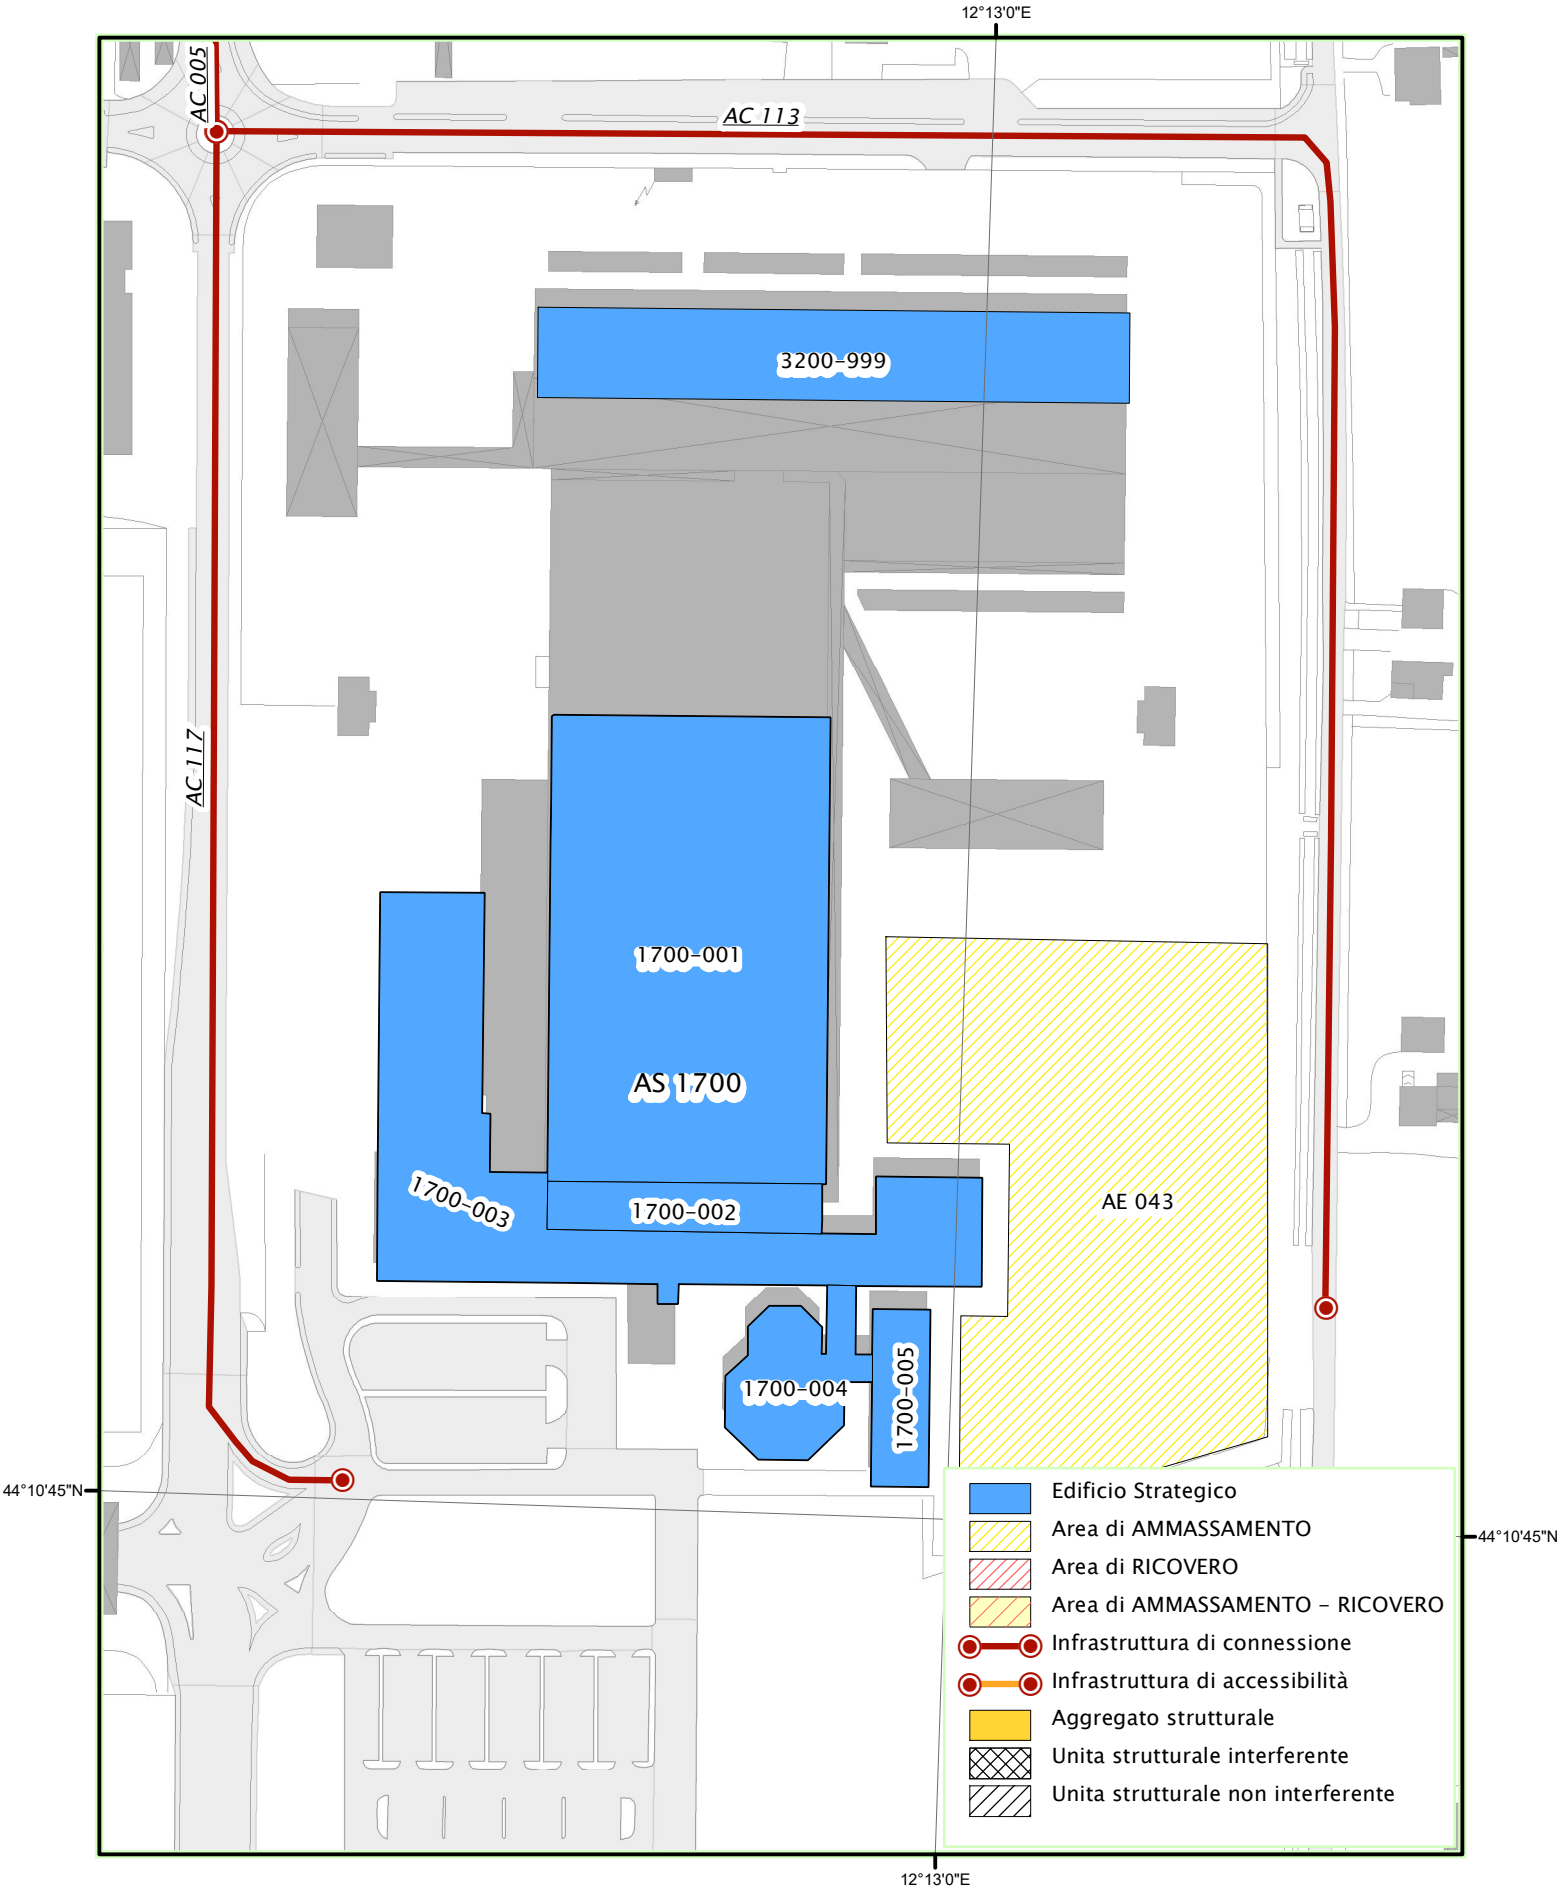 12°13'0"E
AC 005
AC 113
3200-999
AC 117
1700-001
AS 1700
1700-003
1700-002
AE 043
1700-004
1700-005
44°10'45"N
44°10'45"N
Edificio Strategico
Area di AMMASSAMENTO
Area di RICOVERO
Area di AMMASSAMENTO - RICOVERO
Infrastruttura di connessione
Infrastruttura di accessibilità
Aggregato strutturale
Unita strutturale interferente
Unita strutturale non interferente
12°13'0"E